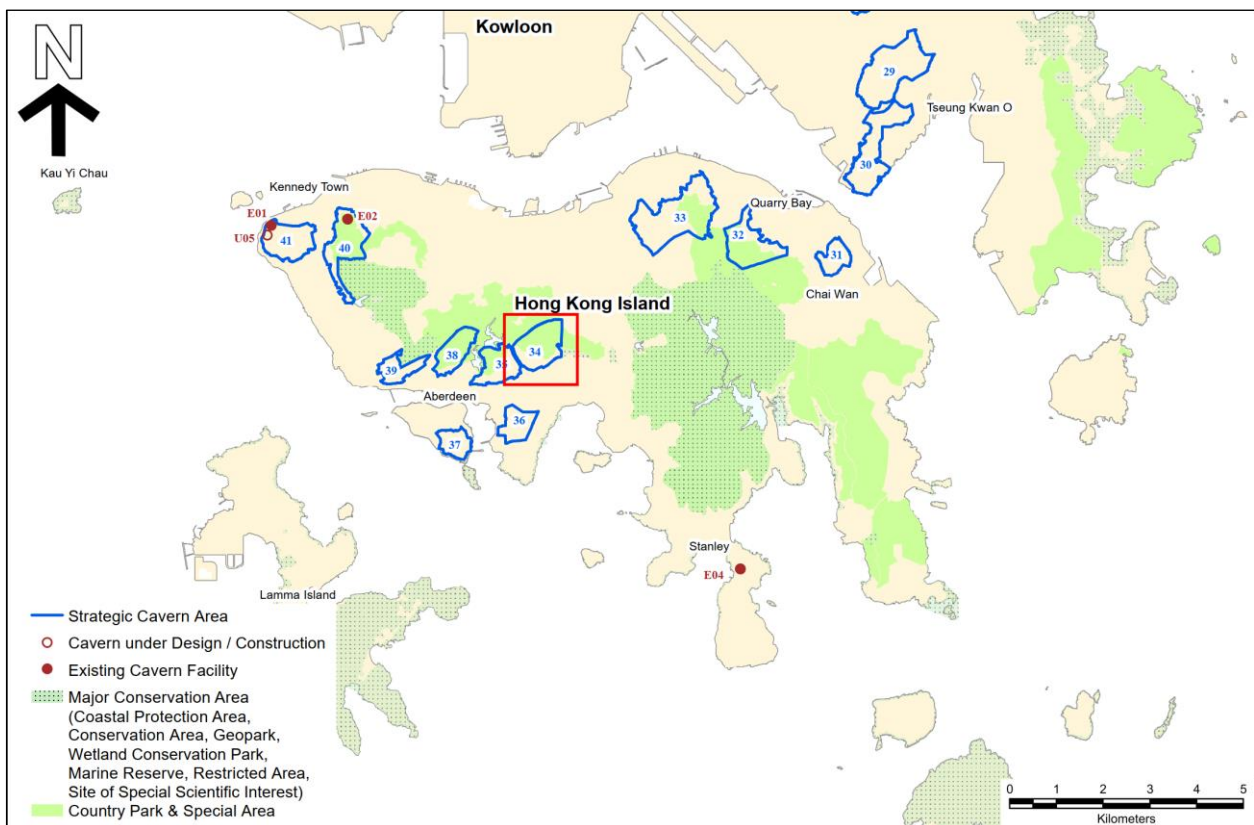 Kowloon
N
29
Tseung Kwan O
30
Kau Yi Chau
Kennedy Town
E01
E02
U05
41
40
33
Quarry Bay
32
31
Chai Wan
Hong Kong Island
34
38
35
39
Aberdeen
36
37
Stanley
E04
Lamma Island
Strategic Cavern Area
Cavern under Design / Construction
Existing Cavern Facility
Major Conservation Area
(Coastal Protection Area,
Conservation Area, Geopark,
Wetland Conservation Park,
Marine Reserve, Restricted Area,
Site of Special Scientific Interest)
Country Park & Special Area
0 1 2 3 4 5
Kilometers